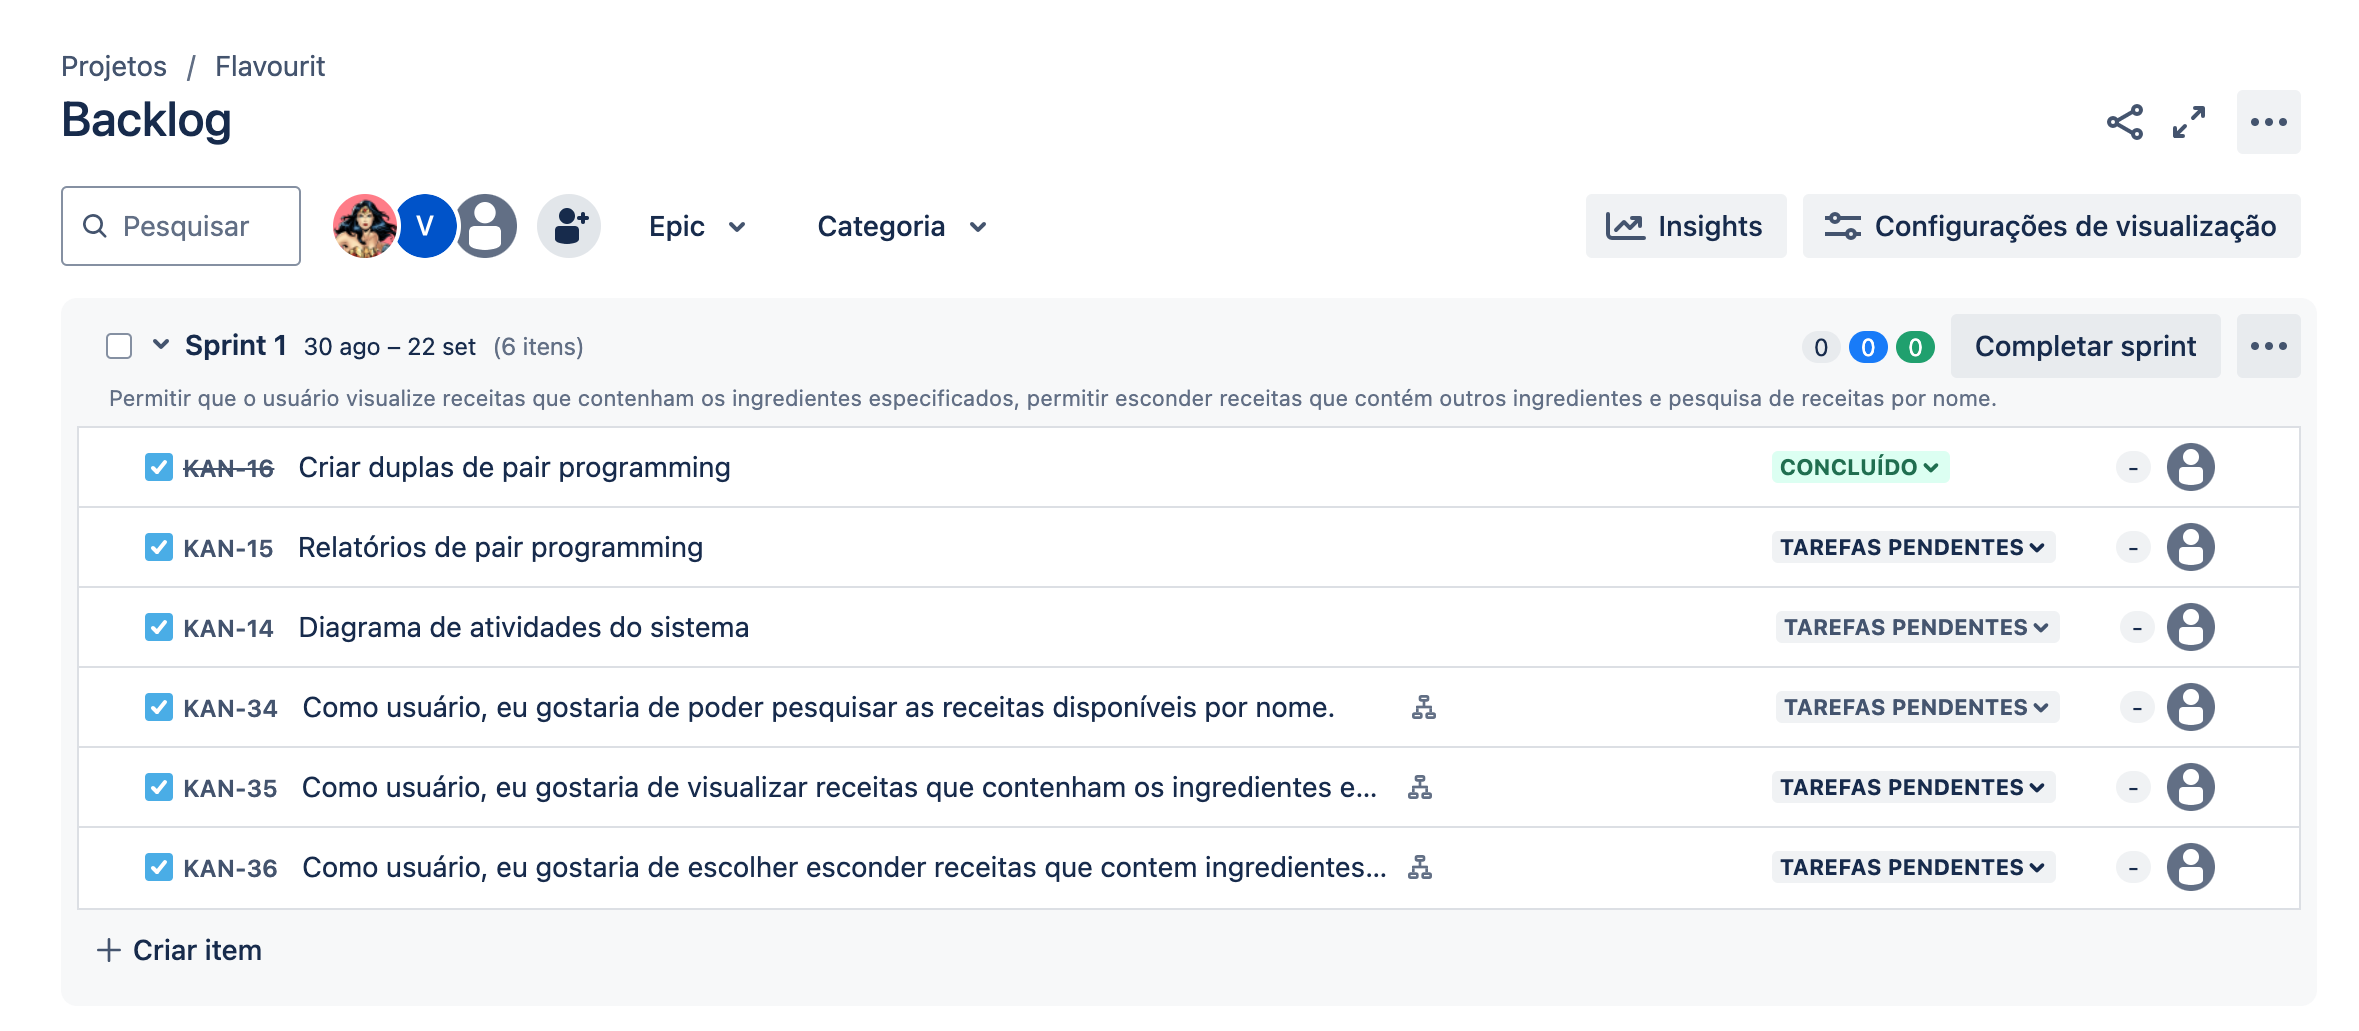 Projetos / Flavourit
Backlog
Pesquisar V Epic Categoria Insights Configurações de visualização
Sprint 1 30 ago – 22 set (6 itens) 0 0 0 Completar sprint
Permitir que o usuário visualize receitas que contenham os ingredientes especificados, permitir esconder receitas que contém outros ingredientes e pesquisa de receitas por nome.
KAN-16 Criar duplas de pair programming CONCLUÍDO -
KAN-15 Relatórios de pair programming TAREFAS PENDENTES -
KAN-14 Diagrama de atividades do sistema TAREFAS PENDENTES -
KAN-34 Como usuário, eu gostaria de poder pesquisar as receitas disponíveis por nome. TAREFAS PENDENTES -
KAN-35 Como usuário, eu gostaria de visualizar receitas que contenham os ingredientes e... TAREFAS PENDENTES -
KAN-36 Como usuário, eu gostaria de escolher esconder receitas que contem ingredientes... TAREFAS PENDENTES -
+ Criar item